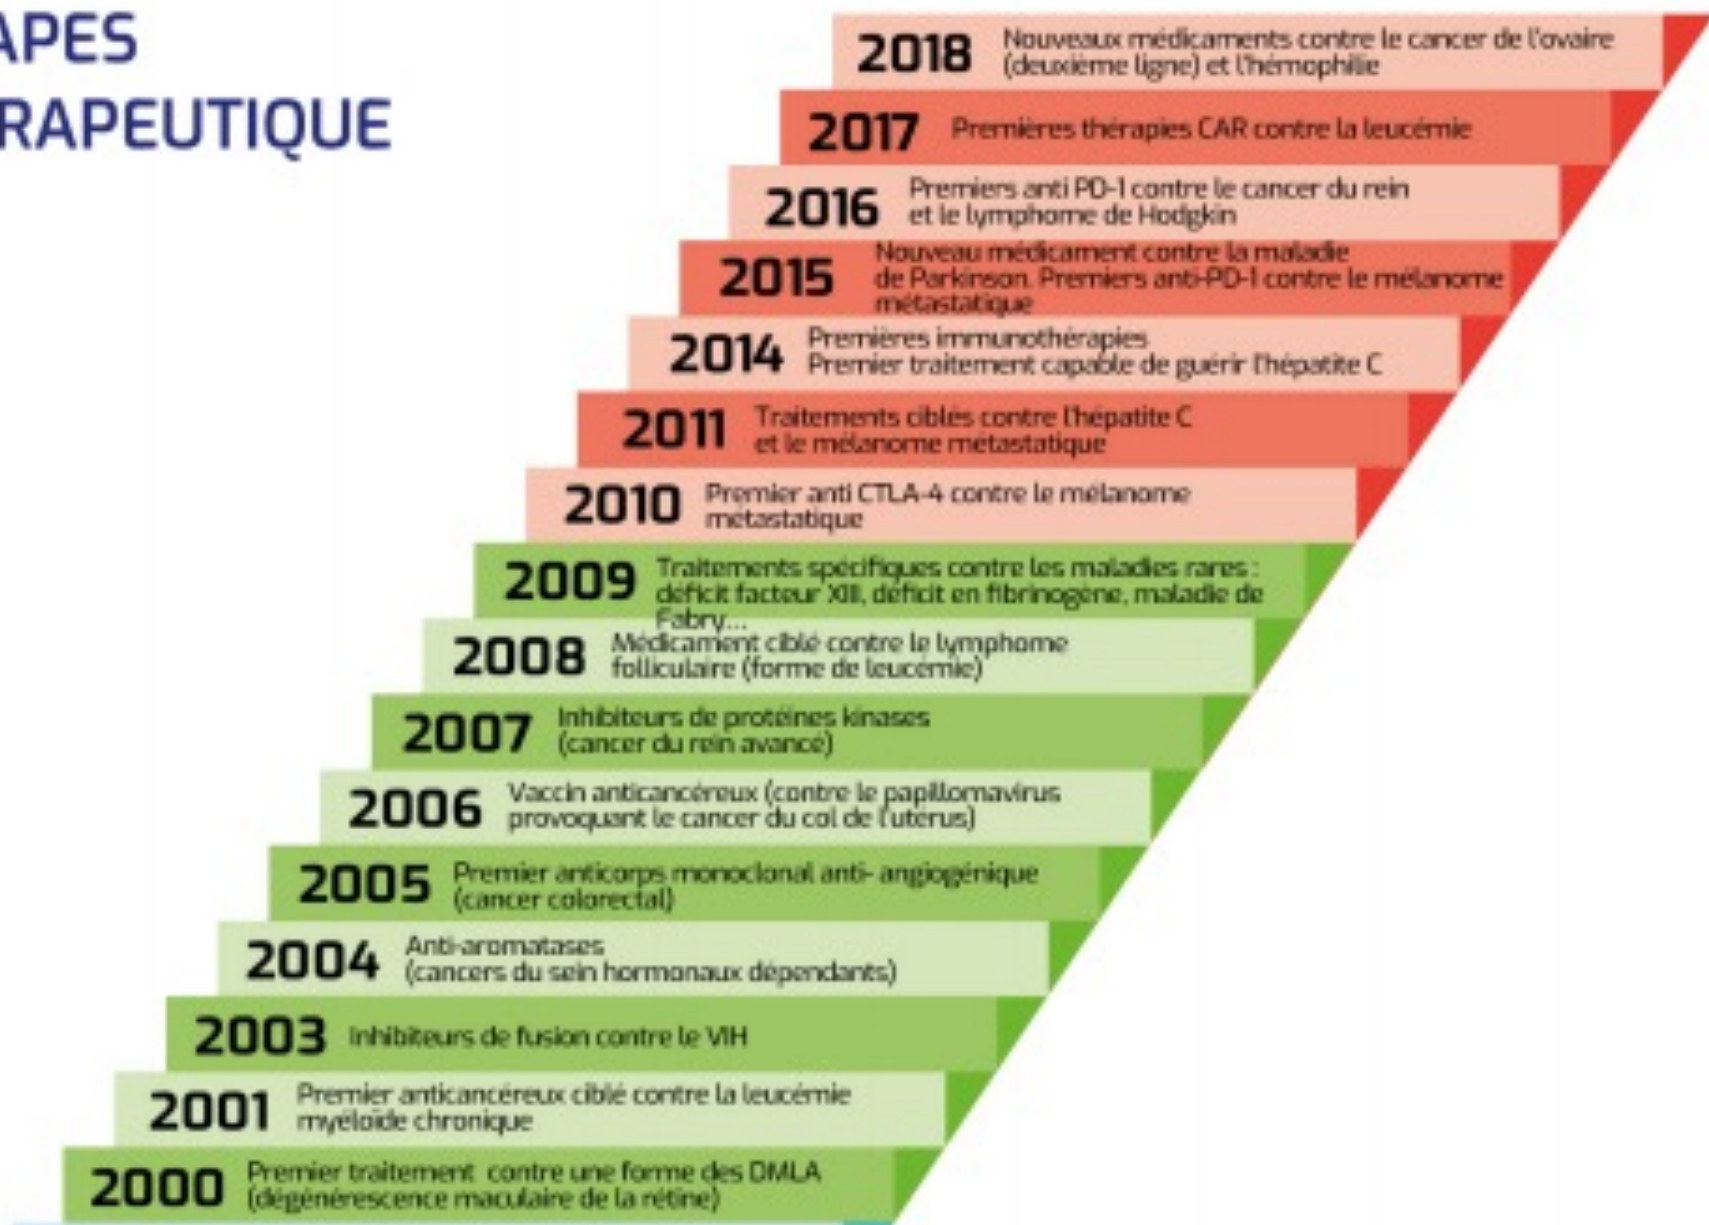 APES
RAPEUTIQUE
2018 Nouveaux médicaments contre le cancer de l'ovaire
(deuxième ligne) et l'hémophilie
2017 Premières thérapies CAR contre la leucémie
2016 Premiers anti PD-1 contre le cancer du rein
et le lymphome de Hodgkin
2015 Nouveau médicament contre la maladie
de Parkinson. Premiers anti-PD-1 contre le mélanome
métastatique
2014 Premières immunothérapies
Premier traitement capable de guérir l'hépatite C
2011 Traitements ciblés contre l'hépatite C
et le mélanome métastatique
2010 Premier anti CTLA-4 contre le mélanome
métastatique
2009 Traitements spécifiques contre les maladies rares :
déficit facteur XIII, déficit en fibrinogène, maladie de
Fabry...
2008 Médicament ciblé contre le lymphome
folliculaire (forme de leucémie)
2007 Inhibiteurs de protéines kinases
(cancer du rein avancé)
2006 Vaccin anticancéreux (contre le papillomavirus
provoquant le cancer du col de l'utérus)
2005 Premier anticorps monoclonal anti- angiogénique
(cancer colorectal)
2004 Anti-aromatases
(cancers du sein hormonaux dépendants)
2003 Inhibiteurs de fusion contre le VIH
2001 Premier anticancéreux ciblé contre la leucémie
myéloïde chronique
2000 Premier traitement contre une forme des DMLA
(dégénérescence maculaire de la rétine)